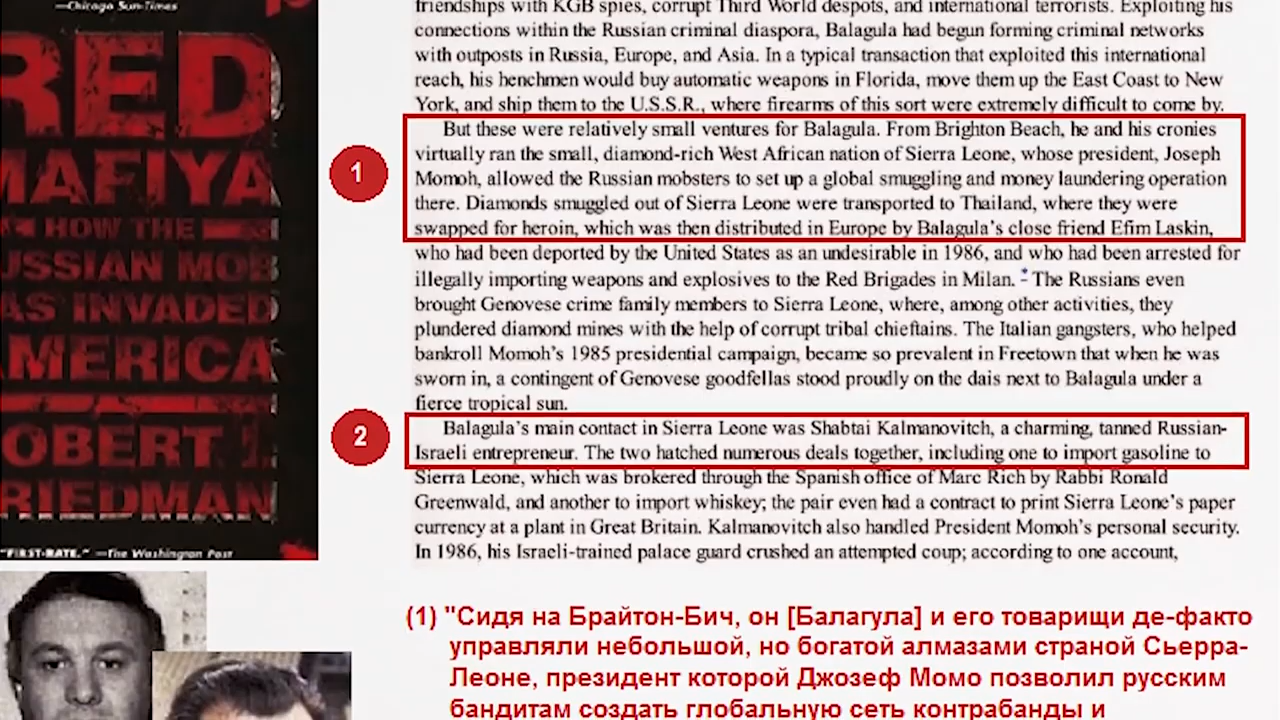 —Chicago Sun-Times
RED
MAFIYA
HOW THE
USSIAN MOB
AS INVADED
MERICA
OBERT I.
RIEDMAN
"FIRST-RATE." —The Washington Post
friendships with KGB spies, corrupt Third World despots, and international terrorists. Exploiting his
connections within the Russian criminal diaspora, Balagula had begun forming criminal networks
with outposts in Russia, Europe, and Asia. In a typical transaction that exploited this international
reach, his henchmen would buy automatic weapons in Florida, move them up the East Coast to New
York, and ship them to the U.S.S.R., where firearms of this sort were extremely difficult to come by.
1
But these were relatively small ventures for Balagula. From Brighton Beach, he and his cronies
virtually ran the small, diamond-rich West African nation of Sierra Leone, whose president, Joseph
Momoh, allowed the Russian mobsters to set up a global smuggling and money laundering operation
there. Diamonds smuggled out of Sierra Leone were transported to Thailand, where they were
swapped for heroin, which was then distributed in Europe by Balagula's close friend Efim Laskin,
who had been deported by the United States as an undesirable in 1986, and who had been arrested for
illegally importing weapons and explosives to the Red Brigades in Milan. * The Russians even
brought Genovese crime family members to Sierra Leone, where, among other activities, they
plundered diamond mines with the help of corrupt tribal chieftains. The Italian gangsters, who helped
bankroll Momoh's 1985 presidential campaign, became so prevalent in Freetown that when he was
sworn in, a contingent of Genovese goodfellas stood proudly on the dais next to Balagula under a
fierce tropical sun.
2
Balagula's main contact in Sierra Leone was Shabtai Kalmanovitch, a charming, tanned Russian-
Israeli entrepreneur. The two hatched numerous deals together, including one to import gasoline to
Sierra Leone, which was brokered through the Spanish office of Marc Rich by Rabbi Ronald
Greenwald, and another to import whiskey; the pair even had a contract to print Sierra Leone's paper
currency at a plant in Great Britain. Kalmanovitch also handled President Momoh's personal security.
In 1986, his Israeli-trained palace guard crushed an attempted coup; according to one account,
(1) "Сидя на Брайтон-Бич, он [Балагула] и его товарищи де-факто
управляли небольшой, но богатой алмазами страной Сьерра-
Леоне, президент которой Джозеф Момо позволил русским
бандитам создать глобальную сеть контрабанды и